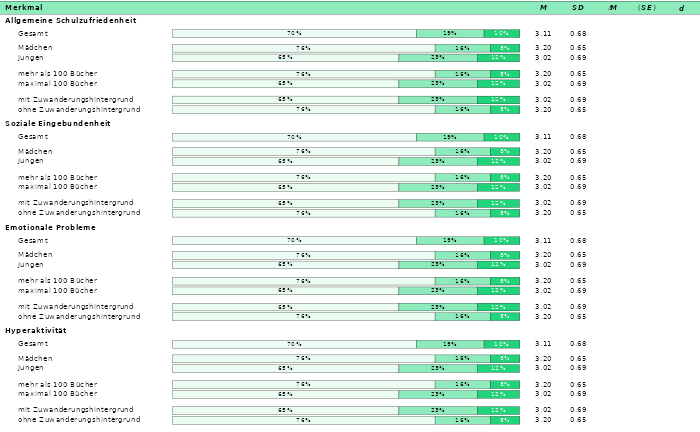 Merkmal M SD ΔM (SE) d
Allgemeine Schulzufriedenheit
Gesamt 70% 19% 10% 3.11 0.68
Mädchen 76% 16% 8% 3.20 0.65
Jungen 65% 23% 12% 3.02 0.69
mehr als 100 Bücher 76% 16% 8% 3.20 0.65
maximal 100 Bücher 65% 23% 12% 3.02 0.69
mit Zuwanderungshintergrund 65% 23% 12% 3.02 0.69
ohne Zuwanderungshintergrund 76% 16% 8% 3.20 0.65
Soziale Eingebundenheit
Gesamt 70% 19% 10% 3.11 0.68
Mädchen 76% 16% 8% 3.20 0.65
Jungen 65% 23% 12% 3.02 0.69
mehr als 100 Bücher 76% 16% 8% 3.20 0.65
maximal 100 Bücher 65% 23% 12% 3.02 0.69
mit Zuwanderungshintergrund 65% 23% 12% 3.02 0.69
ohne Zuwanderungshintergrund 76% 16% 8% 3.20 0.65
Emotionale Probleme
Gesamt 70% 19% 10% 3.11 0.68
Mädchen 76% 16% 8% 3.20 0.65
Jungen 65% 23% 12% 3.02 0.69
mehr als 100 Bücher 76% 16% 8% 3.20 0.65
maximal 100 Bücher 65% 23% 12% 3.02 0.69
mit Zuwanderungshintergrund 65% 23% 12% 3.02 0.69
ohne Zuwanderungshintergrund 76% 16% 8% 3.20 0.65
Hyperaktivität
Gesamt 70% 19% 10% 3.11 0.68
Mädchen 76% 16% 8% 3.20 0.65
Jungen 65% 23% 12% 3.02 0.69
mehr als 100 Bücher 76% 16% 8% 3.20 0.65
maximal 100 Bücher 65% 23% 12% 3.02 0.69
mit Zuwanderungshintergrund 65% 23% 12% 3.02 0.69
ohne Zuwanderungshintergrund 76% 16% 8% 3.20 0.65